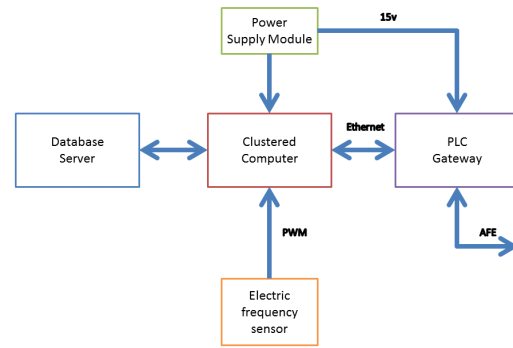 Power
Supply Module
15v
Database
Server
Clustered
Computer
Ethernet
PLC
Gateway
PWM
AFE
Electric
frequency
sensor